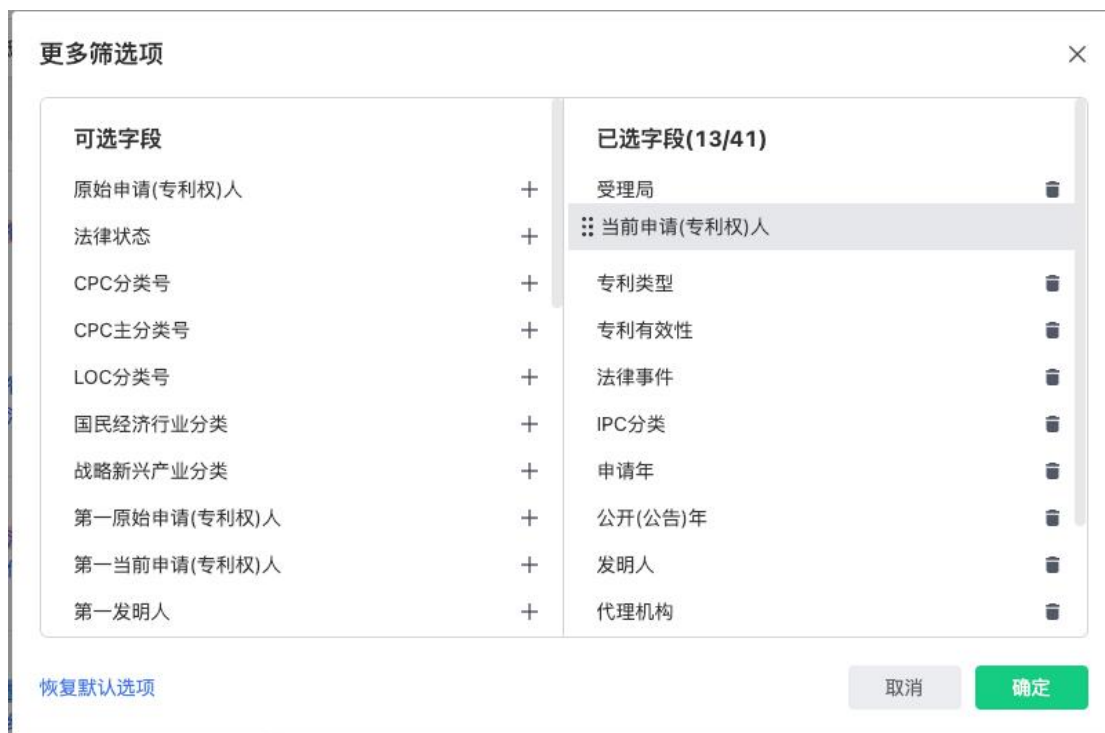 更多筛选项
可选字段
原始申请(专利权)人
法律状态
CPC分类号
CPC主分类号
LOC分类号
国民经济行业分类
战略新兴产业分类
第一原始申请(专利权)人
第一当前申请(专利权)人
第一发明人
已选字段(13/41)
受理局
当前申请(专利权)人
专利类型
专利有效性
法律事件
IPC分类
申请年
公开(公告)年
发明人
代理机构
恢复默认选项
取消
确定